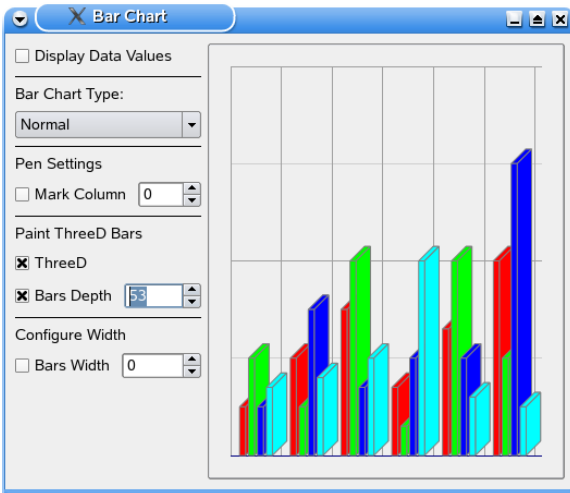 Bar Chart
Display Data Values
Bar Chart Type:
Normal
Pen Settings
Mark Column 0
Paint ThreeD Bars
ThreeD
Bars Depth 53
Configure Width
Bars Width 0